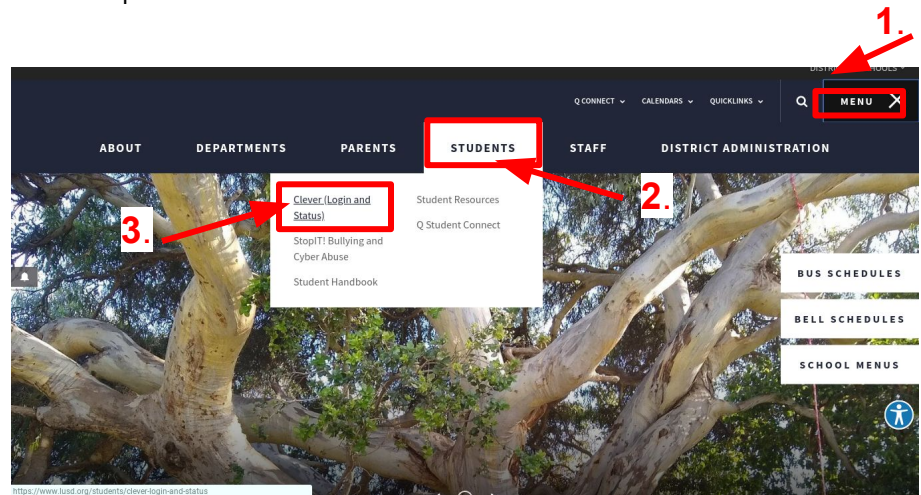 1.
Q CONNECT CALENDARS QUICKLINKS MENU
ABOUT DEPARTMENTS PARENTS STUDENTS STAFF DISTRICT ADMINISTRATION
Clever (Login and
Status)
StopIT! Bullying and
Cyber Abuse
Student Handbook
Student Resources
Q Student Connect
2.
3.
BUS SCHEDULES
BELL SCHEDULES
SCHOOL MENUS
https://www.lusd.org/students/clever-login-and-status